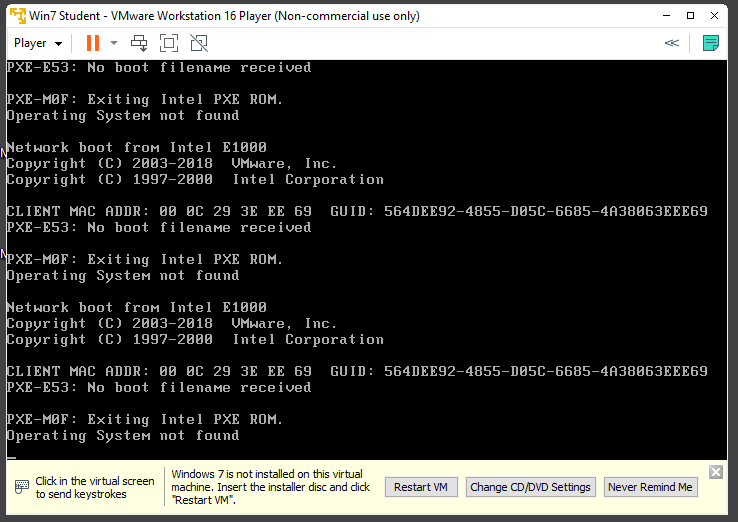 Win7 Student - VMware Workstation 16 Player (Non-commercial use only)
Player
PXE-E53: No boot filename received
PXE-M0F: Exiting Intel PXE ROM.
Operating System not found
Network boot from Intel E1000
Copyright (C) 2003-2018  VMware, Inc.
Copyright (C) 1997-2000  Intel Corporation
CLIENT MAC ADDR: 00 0C 29 3E EE 69  GUID: 564DEE92-4855-D05C-6685-4A38063EEE69
PXE-E53: No boot filename received
PXE-M0F: Exiting Intel PXE ROM.
Operating System not found
Network boot from Intel E1000
Copyright (C) 2003-2018  VMware, Inc.
Copyright (C) 1997-2000  Intel Corporation
CLIENT MAC ADDR: 00 0C 29 3E EE 69  GUID: 564DEE92-4855-D05C-6685-4A38063EEE69
PXE-E53: No boot filename received
PXE-M0F: Exiting Intel PXE ROM.
Operating System not found
Click in the virtual screen
to send keystrokes
Windows 7 is not installed on this virtual
machine. Insert the installer disc and click
"Restart VM".
Restart VM
Change CD/DVD Settings
Never Remind Me